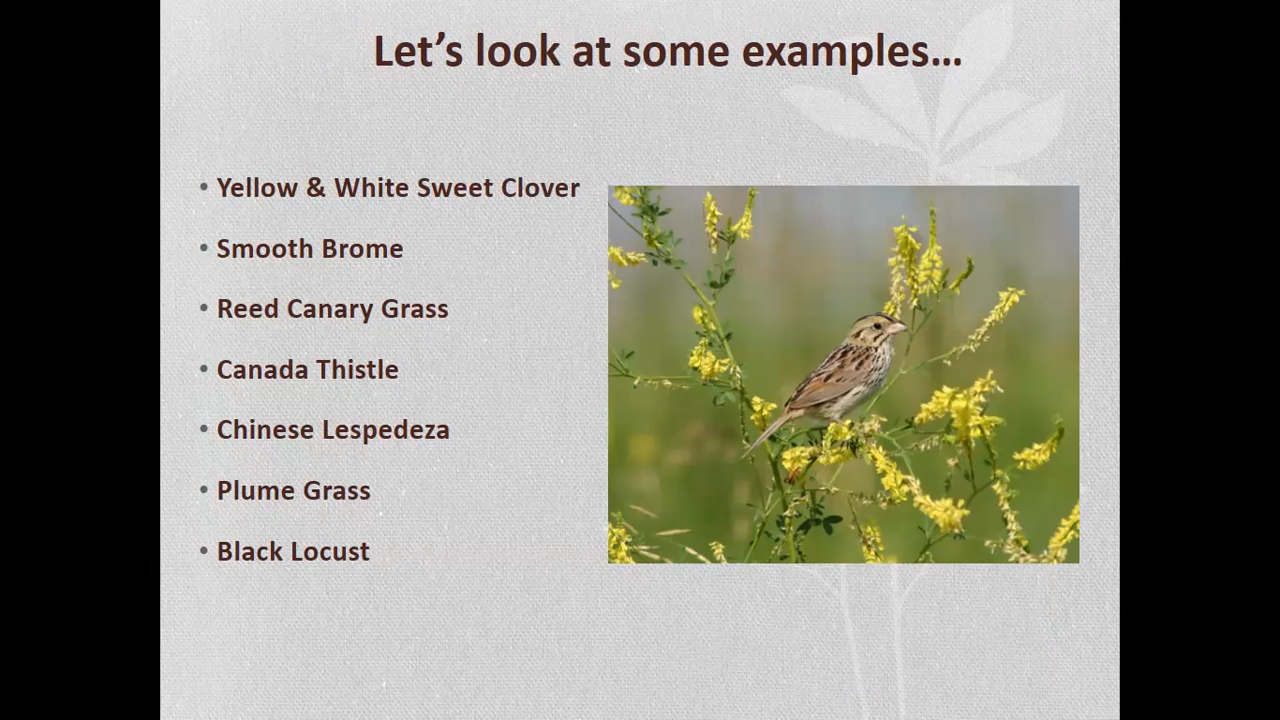 Let's look at some examples…
• Yellow & White Sweet Clover
• Smooth Brome
• Reed Canary Grass
• Canada Thistle
• Chinese Lespedeza
• Plume Grass
• Black Locust